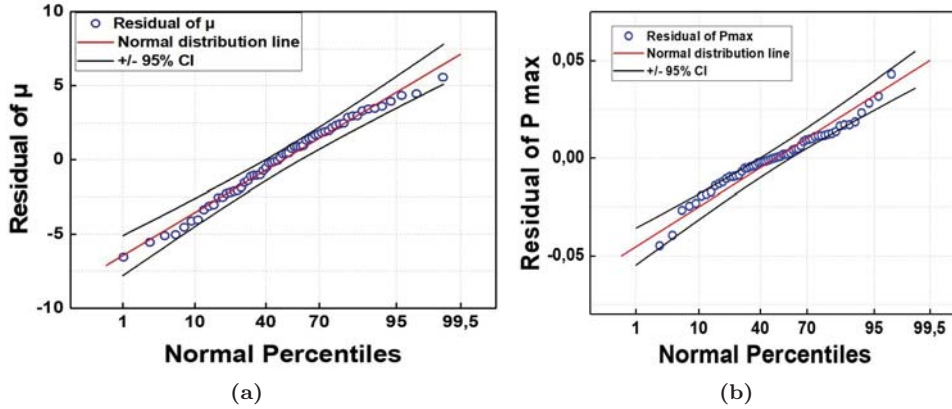 10
5
0
-5
-10
Residual of μ
Residual of μ
Normal distribution line
+/- 95% CI
1 10 40 70 95 99,5
Normal Percentiles
(a)
0,05
0,00
-0,05
Residual of P max
Residual of Pmax
Normal distribution line
+/- 95% CI
1 10 40 70 95 99,5
Normal Percentiles
(b)